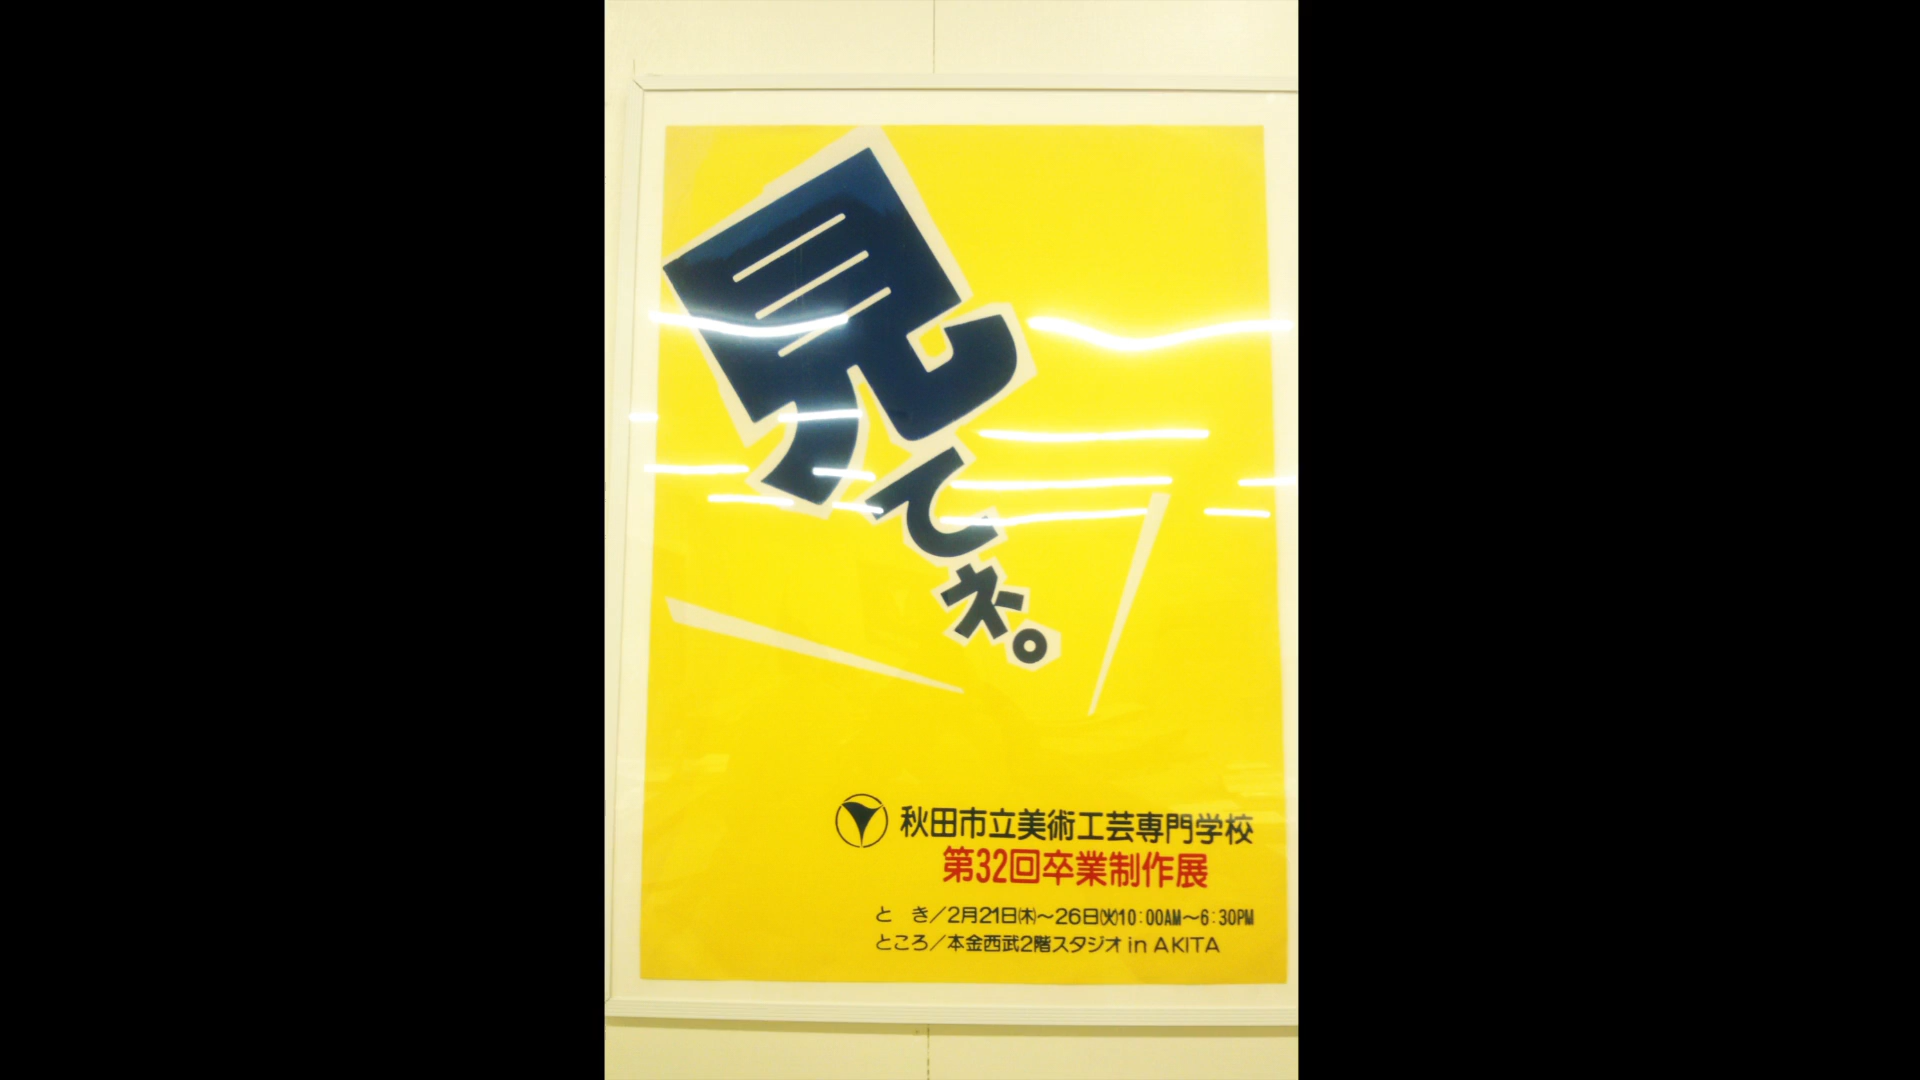 見てネ。
秋田市立美術工芸専門学校
第32回卒業制作展
と き/2月21日㈭〜26日㈫10:00AM〜6:30PM
ところ/本金西武2階スタジオ in AKITA